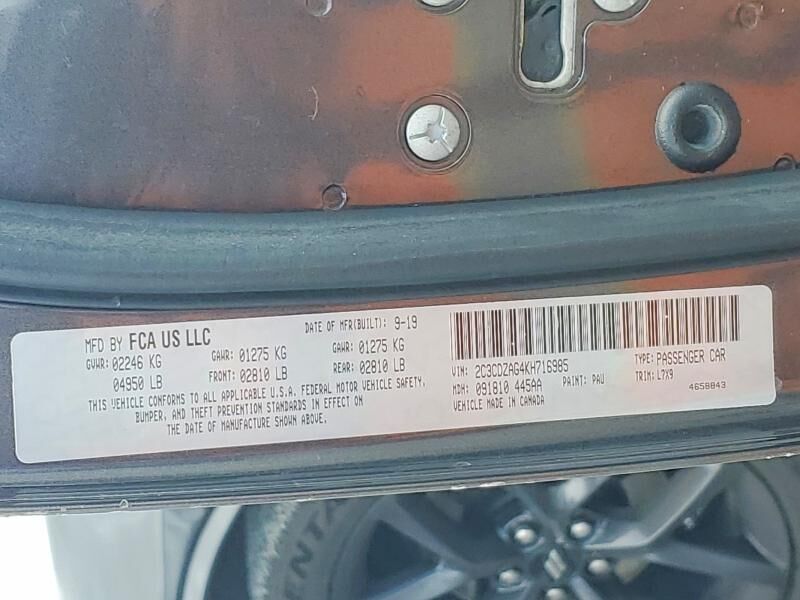 MFD BY FCA US LLC
DATE OF MFR(BUILT): 9-19
GVWR: 02246 KG GAWR: 01275 KG GAWR: 01275 KG
04950 LB FRONT: 02810 LB REAR: 02810 LB
THIS VEHICLE CONFORMS TO ALL APPLICABLE U.S.A. FEDERAL MOTOR VEHICLE SAFETY,
BUMPER, AND THEFT PREVENTION STANDARDS IN EFFECT ON
THE DATE OF MANUFACTURE SHOWN ABOVE.
VIN: 2C3CDZAG4KH716985 TYPE: PASSENGER CAR
MDH: 091810 445AA PAINT: PAU TRIM: L7X9
VEHICLE MADE IN CANADA 4658843